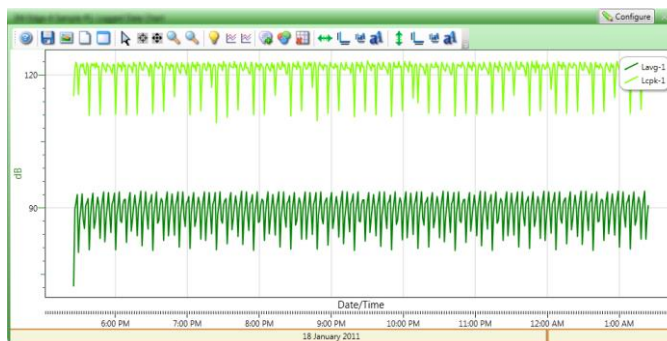 Configure
120
Lavg-1
Lcpk-1
dB
90
Date/Time
6:00 PM 7:00 PM 8:00 PM 9:00 PM 10:00 PM 11:00 PM 12:00 AM 1:00 AM
18 January 2011